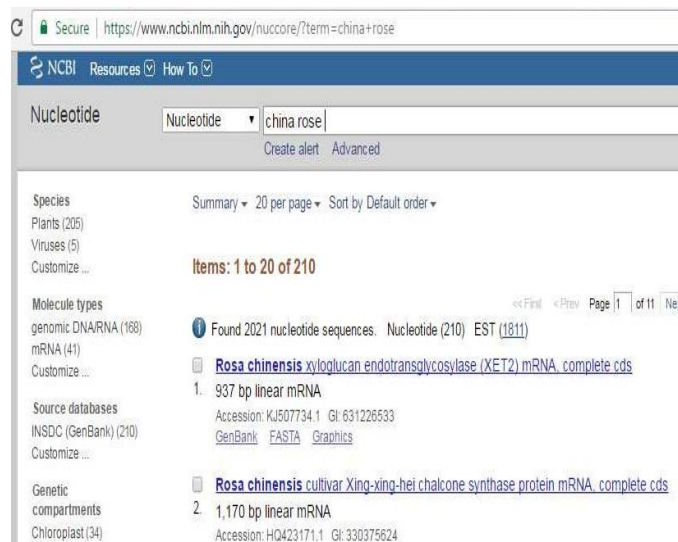 Secure | https://www.ncbi.nlm.nih.gov/nuccore/?term=china+rose
NCBI Resources How To
Nucleotide
Nucleotide china rose
Create alert Advanced
Species
Plants (205)
Viruses (5)
Customize ...
Molecule types
genomic DNA/RNA (168)
mRNA (41)
Customize ...
Source databases
INSDC (GenBank) (210)
Customize ...
Genetic
compartments
Chloroplast (34)
Summary 20 per page Sort by Default order
Items: 1 to 20 of 210
<< First < Prev Page 1 of 11 Ne
Found 2021 nucleotide sequences. Nucleotide (210) EST (1811)
Rosa chinensis xyloglucan endotransglycosylase (XET2) mRNA, complete cds
1. 937 bp linear mRNA
Accession: KJ507734.1 GI: 631226533
GenBank FASTA Graphics
Rosa chinensis cultivar Xing-xing-hei chalcone synthase protein mRNA, complete cds
2. 1,170 bp linear mRNA
Accession: HQ423171.1 GI: 330375624